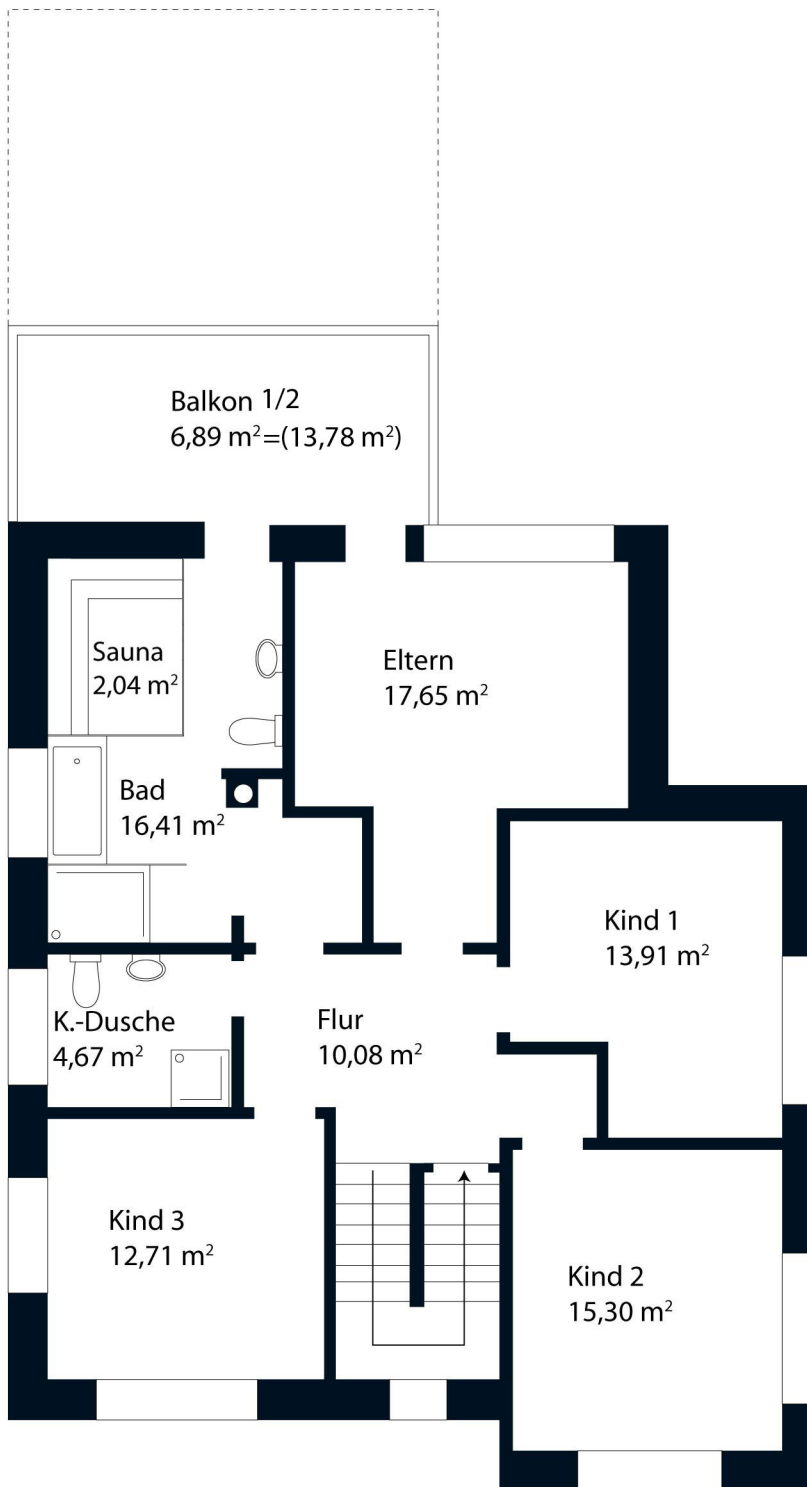 Balkon 1/2
6,89 m²=(13,78 m²)
Sauna
2,04 m²
Eltern
17,65 m²
Bad
16,41 m²
Kind 1
13,91 m²
K.-Dusche
4,67 m²
Flur
10,08 m²
Kind 3
12,71 m²
Kind 2
15,30 m²